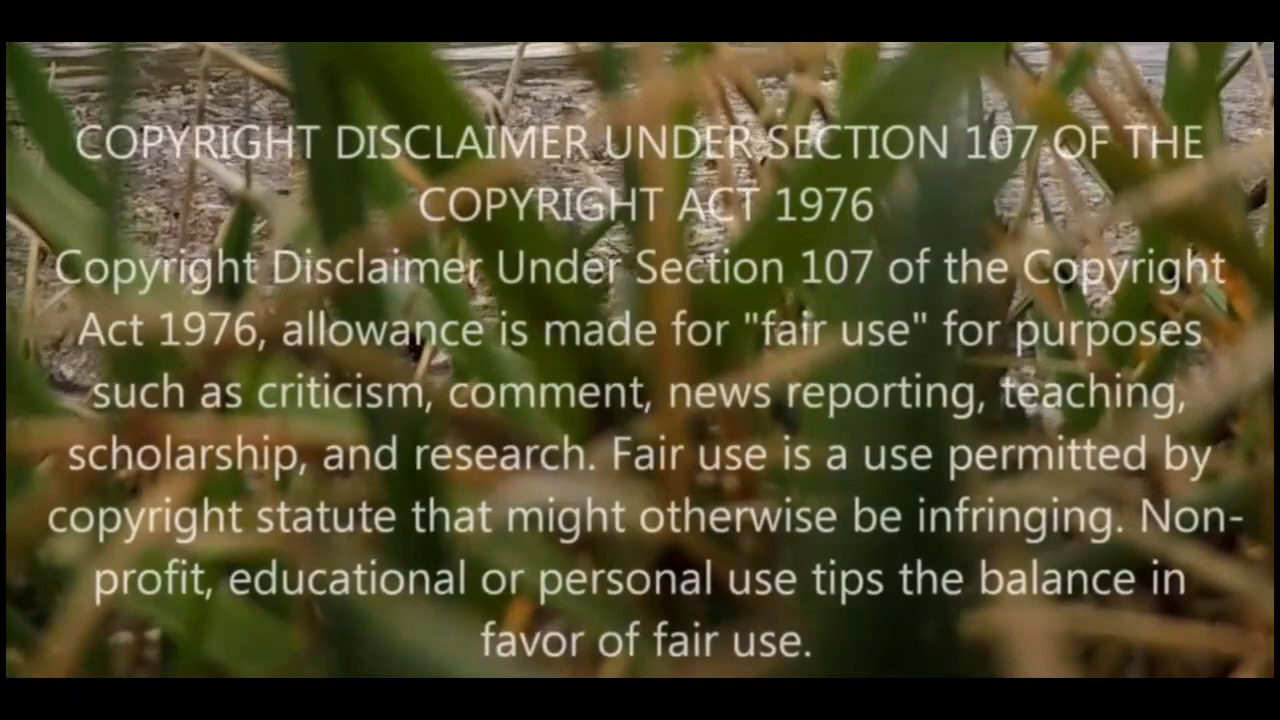 COPYRIGHT DISCLAIMER UNDER SECTION 107 OF THE
COPYRIGHT ACT 1976
Copyright Disclaimer Under Section 107 of the Copyright
Act 1976, allowance is made for "fair use" for purposes
such as criticism, comment, news reporting, teaching,
scholarship, and research. Fair use is a use permitted by
copyright statute that might otherwise be infringing. Non-
profit, educational or personal use tips the balance in
favor of fair use.